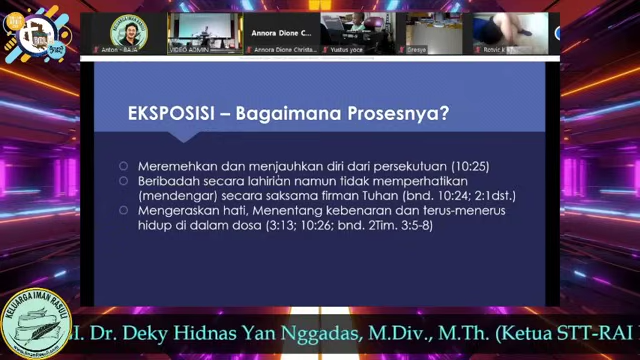 Anton - BAJA
VIDEO ADMIN
Annora Dione C...
Annora Dione Christa...
Yustus yoce
Gresya
EKSPOSISI – Bagaimana Prosesnya?
Meremehkan dan menjauhkan diri dari persekutuan (10:25)
Beribadah secara lahirian namun tidak memperhatikan
(mendengar) secara saksama firman Tuhan (bnd. 10:24; 2:1dst.)
Mengeraskan hati, Menentang kebenaran dan terus-menerus
hidup di dalam dosa (3:13; 10:26; bnd. 2Tim. 3:5-8)
KELUARGA IMAN RASULI
I. Dr. Deky Hidnas Yan Nggadas, M.Div., M.Th. (Ketua STT-RAI